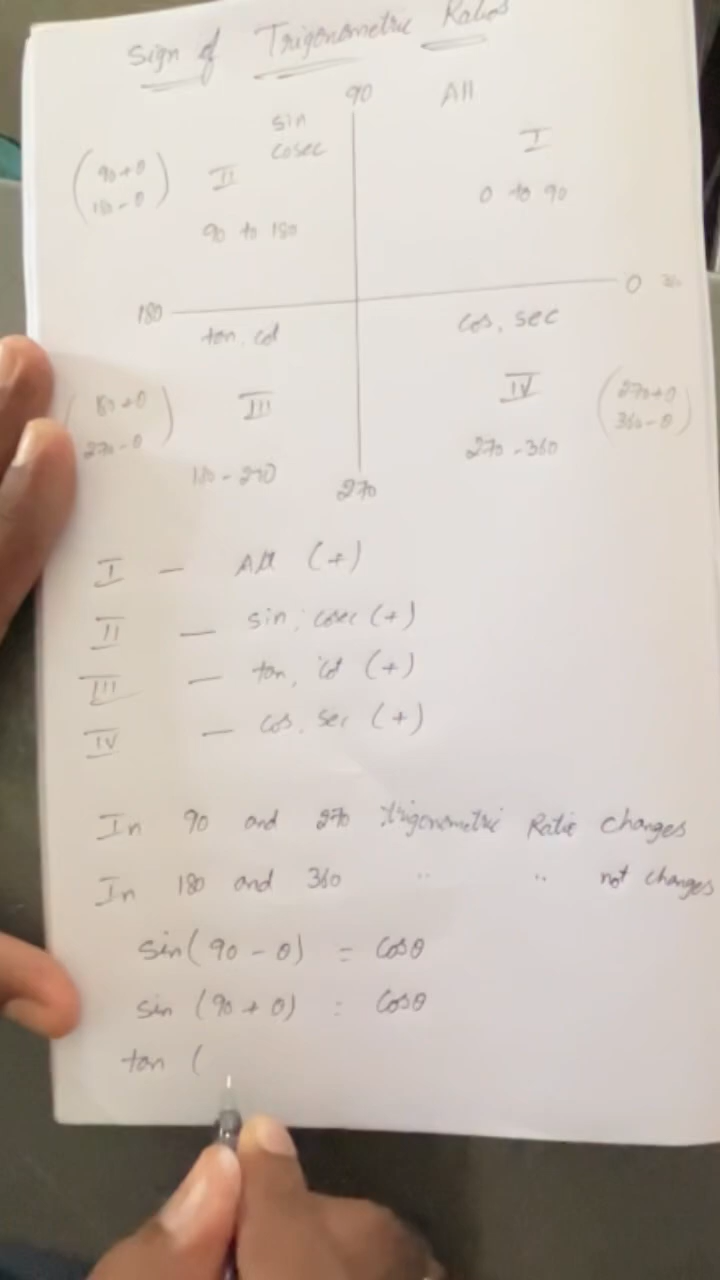 Sign of Trigonometric Ratios
90 All
sin
cosec
I
(90+θ
180-θ)
II
0 to 90
90 to 180
180
0 360
tan, cot
cos, sec
(180+θ
270-θ)
III
IV
(270+θ
360-θ)
180-270
270-360
270
I — All (+)
II — sin, cosec (+)
III — tan, cot (+)
IV — cos, sec (+)
In 90 and 270 trigonometric Ratio changes
In 180 and 360 " " not changes
sin(90-θ) = cosθ
sin (90+θ) = cosθ
tan (